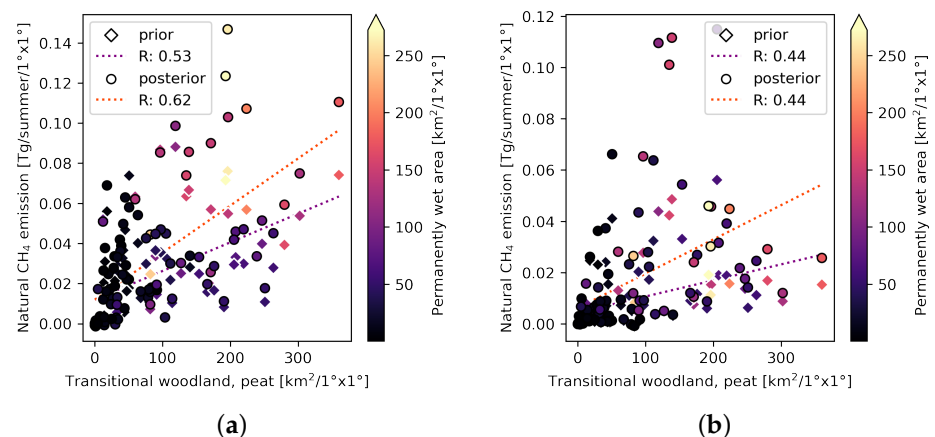 prior
R: 0.53
posterior
R: 0.62
0.14
0.12
0.10
0.08
0.06
0.04
0.02
0.00
Natural CH₄ emission [Tg/summer/1°x1°]
0
100
200
300
Transitional woodland, peat [km²/1°x1°]
250
200
150
100
50
Permanently wet area [km²/1°x1°]
(a)
prior
R: 0.44
posterior
R: 0.44
0.12
0.10
0.08
0.06
0.04
0.02
0.00
Natural CH₄ emission [Tg/summer/1°x1°]
0
100
200
300
Transitional woodland, peat [km²/1°x1°]
250
200
150
100
50
Permanently wet area [km²/1°x1°]
(b)